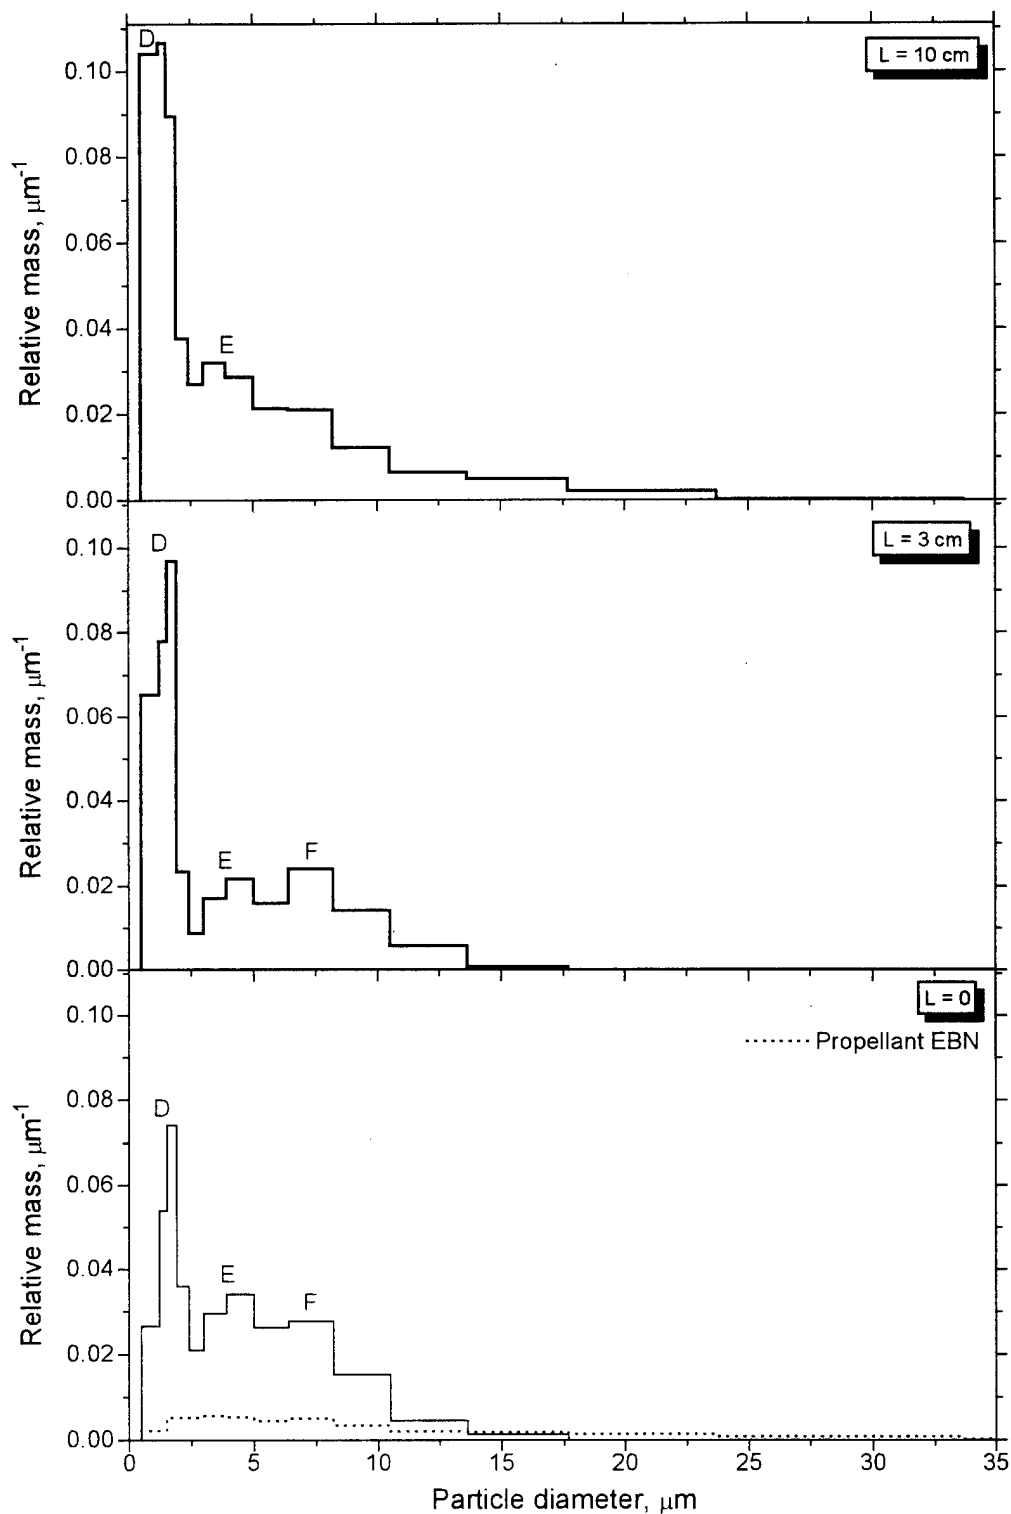 D
L = 10 cm
0.10
0.08
0.06
0.04
0.02
0.00
E
Relative mass, μm⁻¹
D
L = 3 cm
0.10
0.08
0.06
0.04
0.02
0.00
E
F
Relative mass, μm⁻¹
L = 0
Propellant EBN
0.10
0.08
0.06
0.04
0.02
0.00
D
E
F
Relative mass, μm⁻¹
0 5 10 15 20 25 30 35
Particle diameter, μm